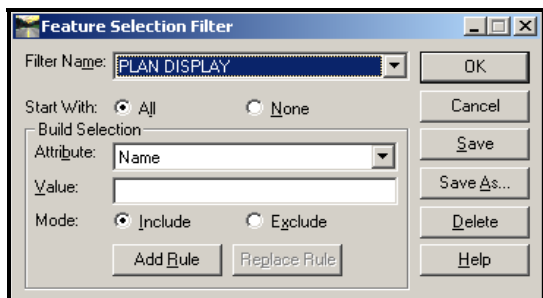 Feature Selection Filter
Filter Name: PLAN DISPLAY OK
Start With: All None Cancel
Build Selection
Attribute: Name Save
Value: Save As...
Mode: Include Exclude Delete
Add Rule Replace Rule Help